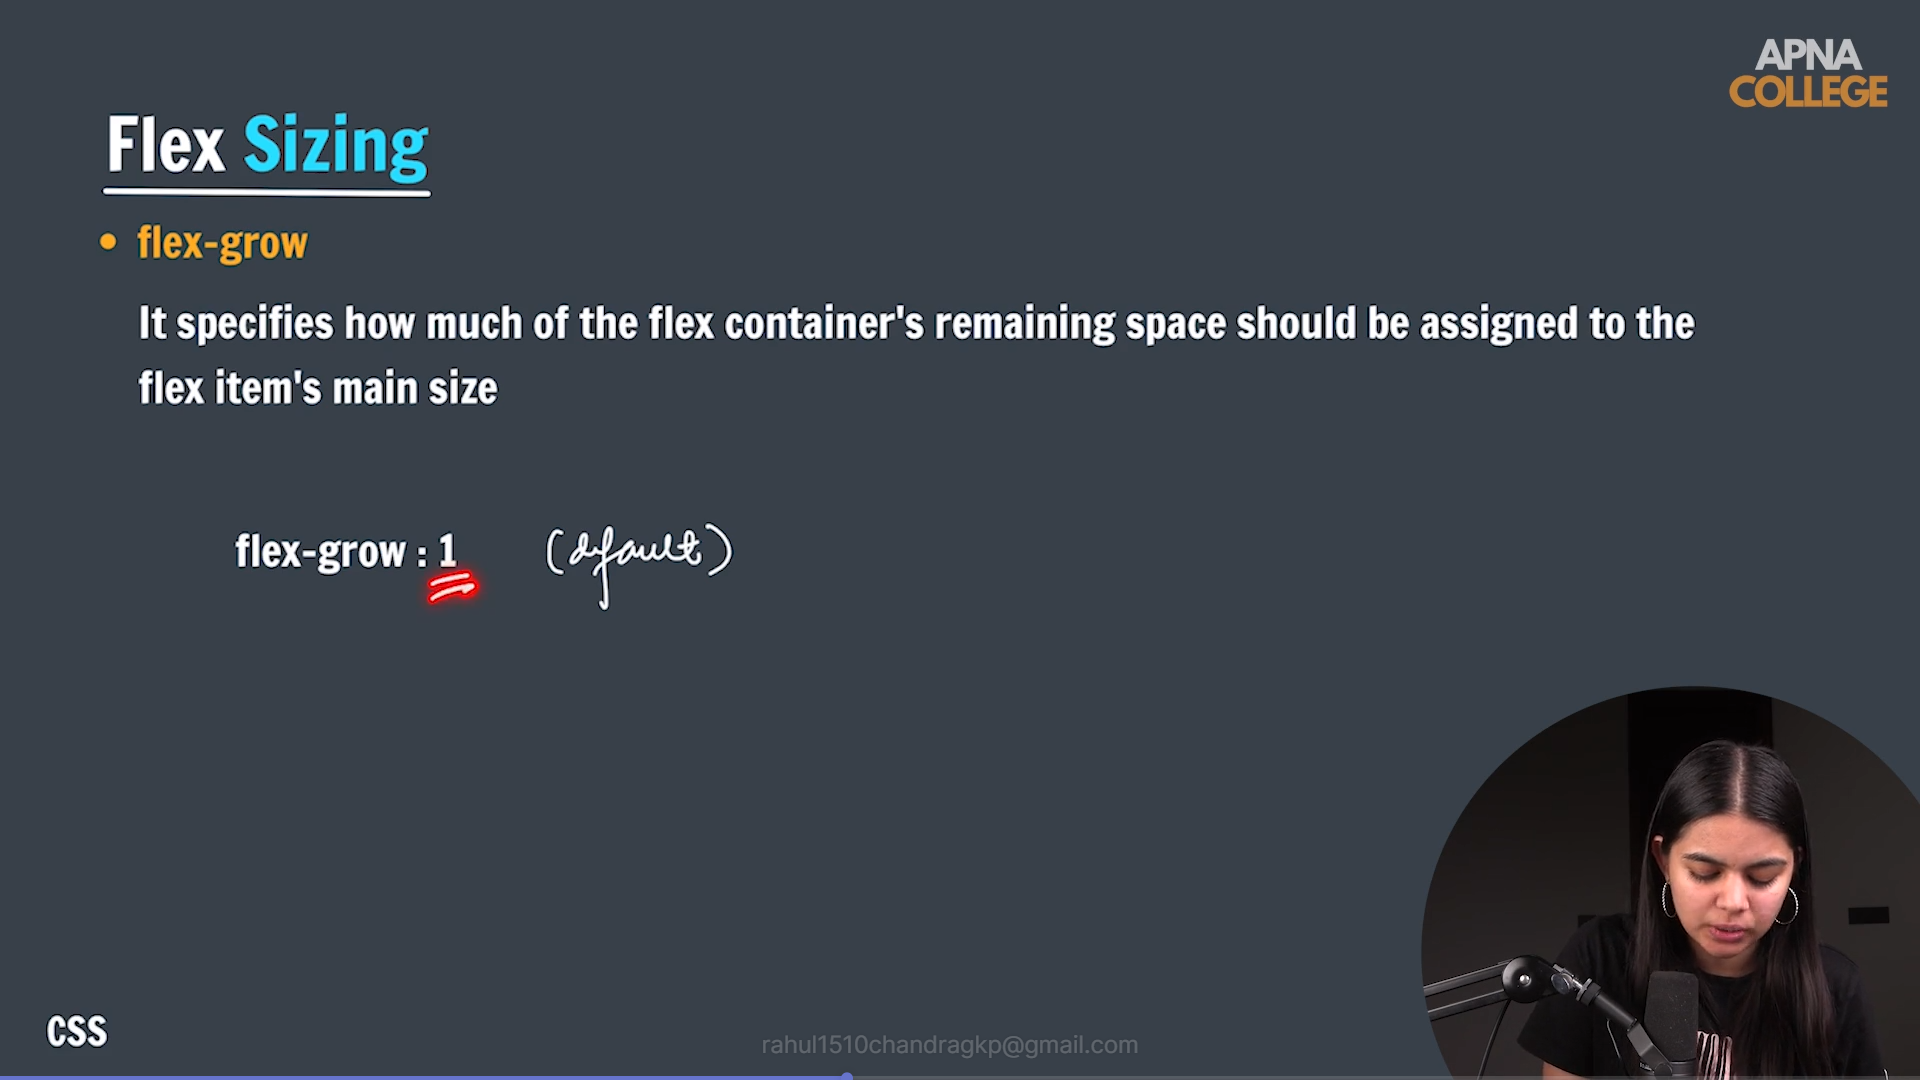 APNA
COLLEGE
Flex Sizing
• flex-grow
It specifies how much of the flex container's remaining space should be assigned to the
flex item's main size
flex-grow : 1 (dfault)
CSS
rahul1510chandragkp@gmail.com